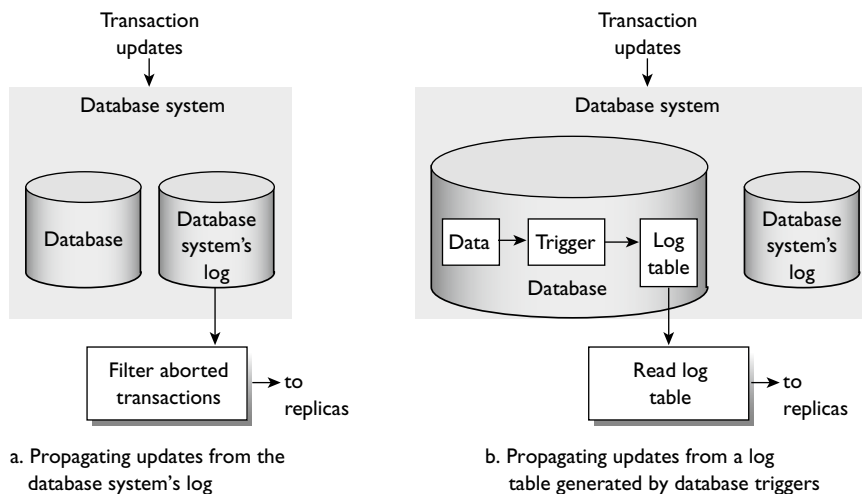 Transaction
updates
Database system
Database
Database
system's
log
Filter aborted
transactions
to
replicas
a. Propagating updates from the
database system's log
Transaction
updates
Database system
Data
Trigger
Log
table
Database
Database
system's
log
Read log
table
to
replicas
b. Propagating updates from a log
table generated by database triggers